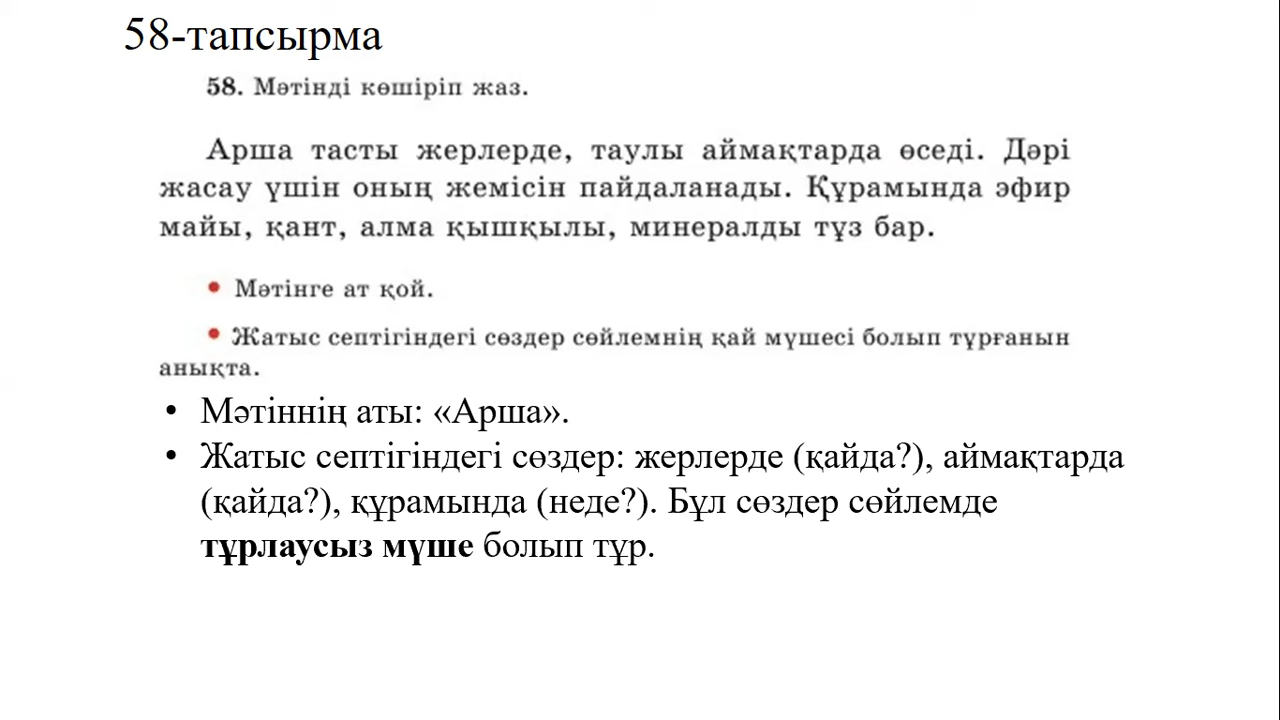 58-тапсырма
58. Мәтінді көшіріп жаз.
Арша тасты жерлерде, таулы аймақтарда өседі. Дәрі
жасау үшін оның жемісін пайдаланады. Құрамында эфир
майы, қант, алма қышқылы, минералды тұз бар.
• Мәтінге ат қой.
• Жатыс септігіндегі сөздер сөйлемнің қай мүшесі болып тұрғанын
анықта.
• Мәтіннің аты: «Арша».
• Жатыс септігіндегі сөздер: жерлерде (қайда?), аймақтарда
(қайда?), құрамында (неде?). Бұл сөздер сөйлемде
тұрлаусыз мүше болып тұр.